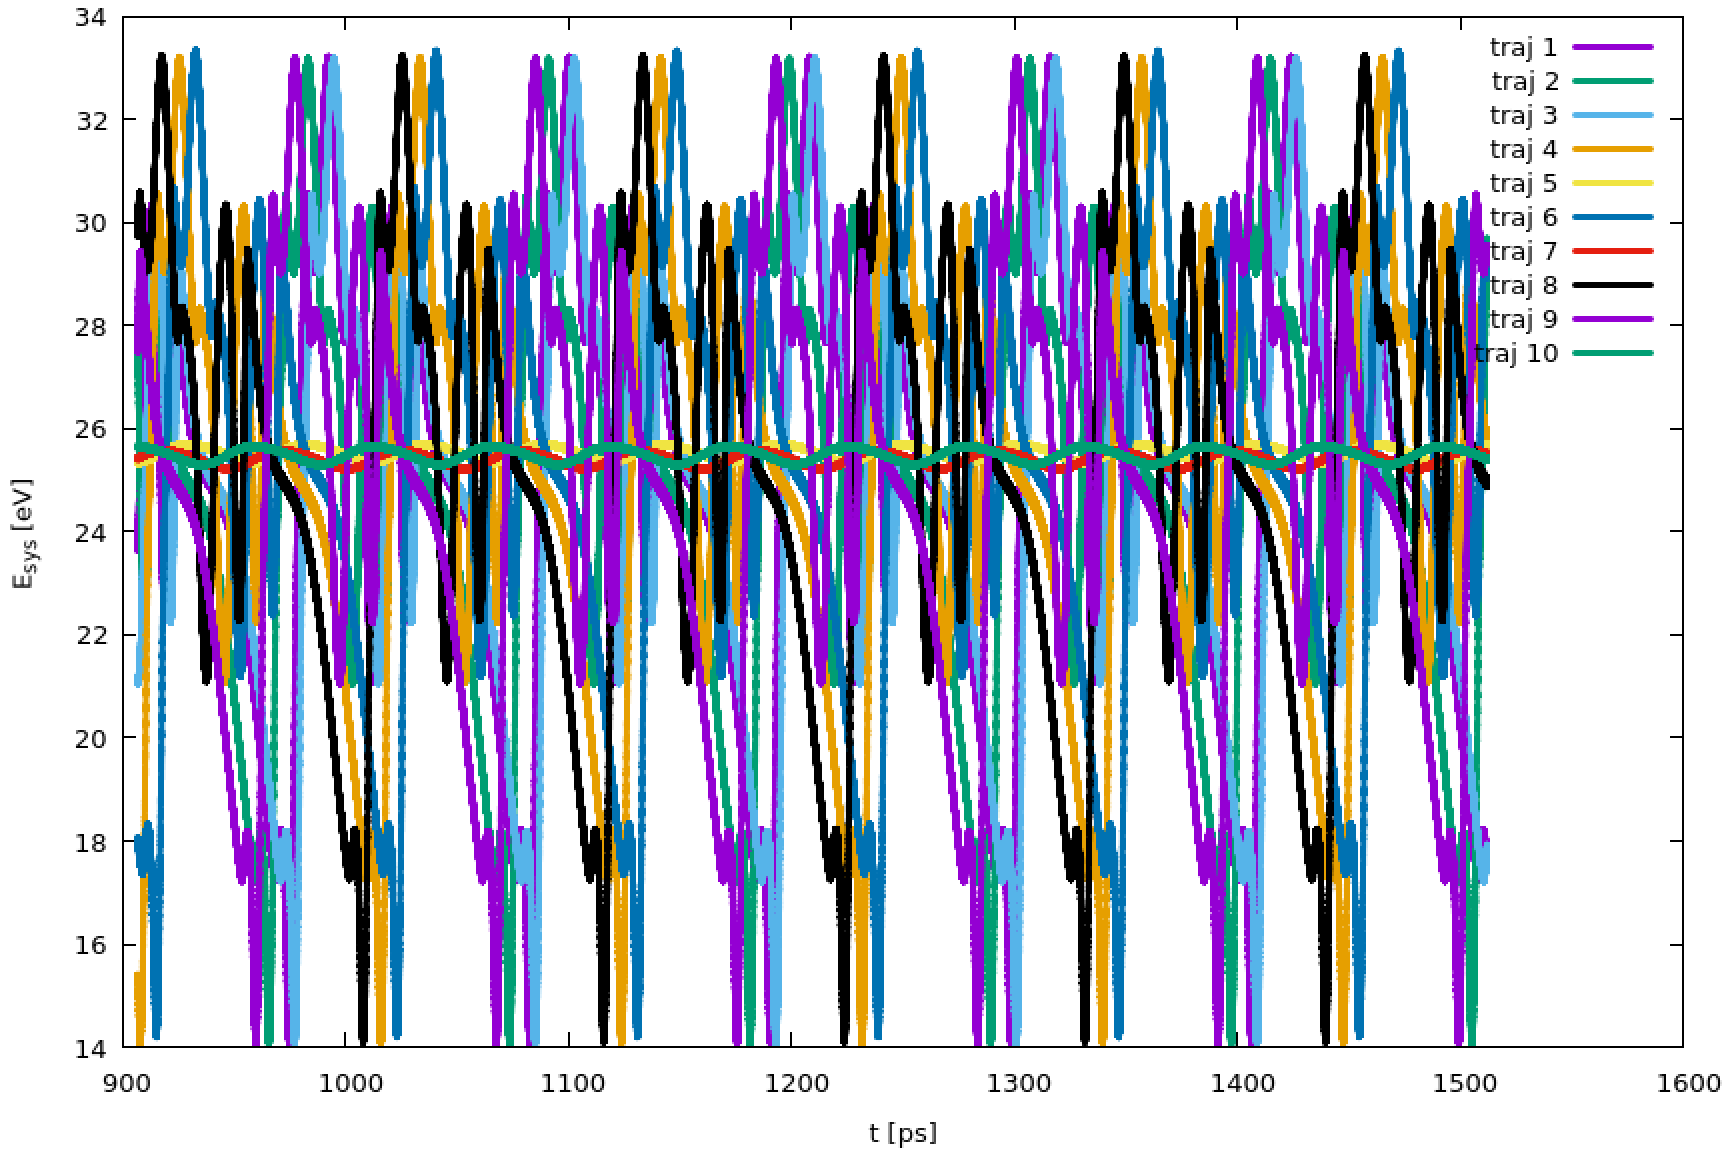 34
32
30
28
26
24
22
20
18
16
14
E_sys [eV]
900 1000 1100 1200 1300 1400 1500 1600
t [ps]
traj 1
traj 2
traj 3
traj 4
traj 5
traj 6
traj 7
traj 8
traj 9
traj 10